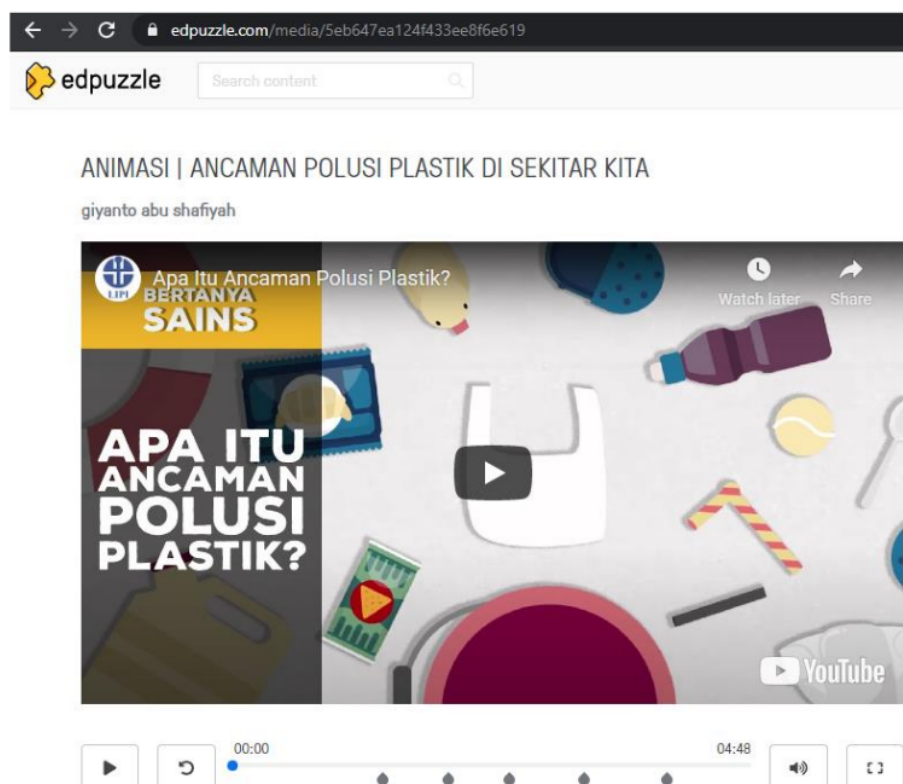 edpuzzle.com/media/5eb647ea124f433ee8f6e619
edpuzzle
Search content
ANIMASI | ANCAMAN POLUSI PLASTIK DI SEKITAR KITA
giyanto abu shafiyah
LIPI
Apa Itu Ancaman Polusi Plastik?
Watch later
Share
BERTANYA
SAINS
APA ITU
ANCAMAN
POLUSI
PLASTIK?
YouTube
00:00
04:48